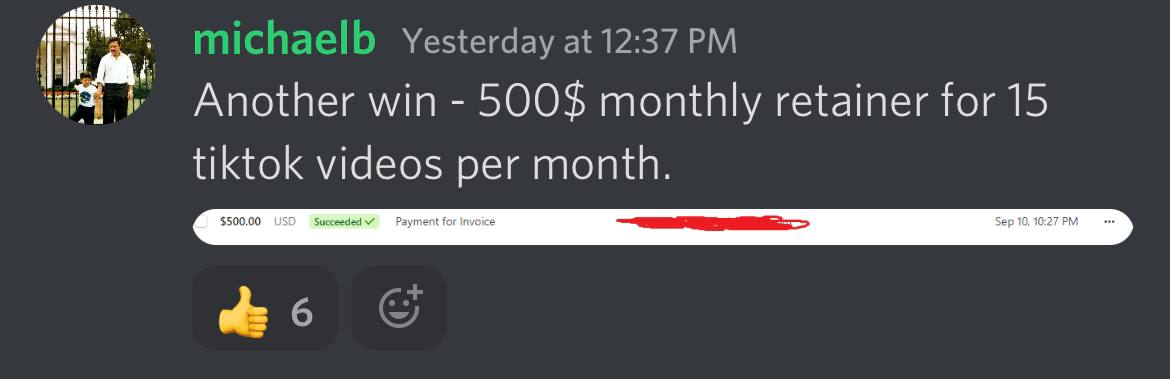 michaelb Yesterday at 12:37 PM
Another win - 500$ monthly retainer for 15
tiktok videos per month.
$500.00 USD Succeeded ✓ Payment for Invoice Sep 10, 10:27 PM ···
👍 6